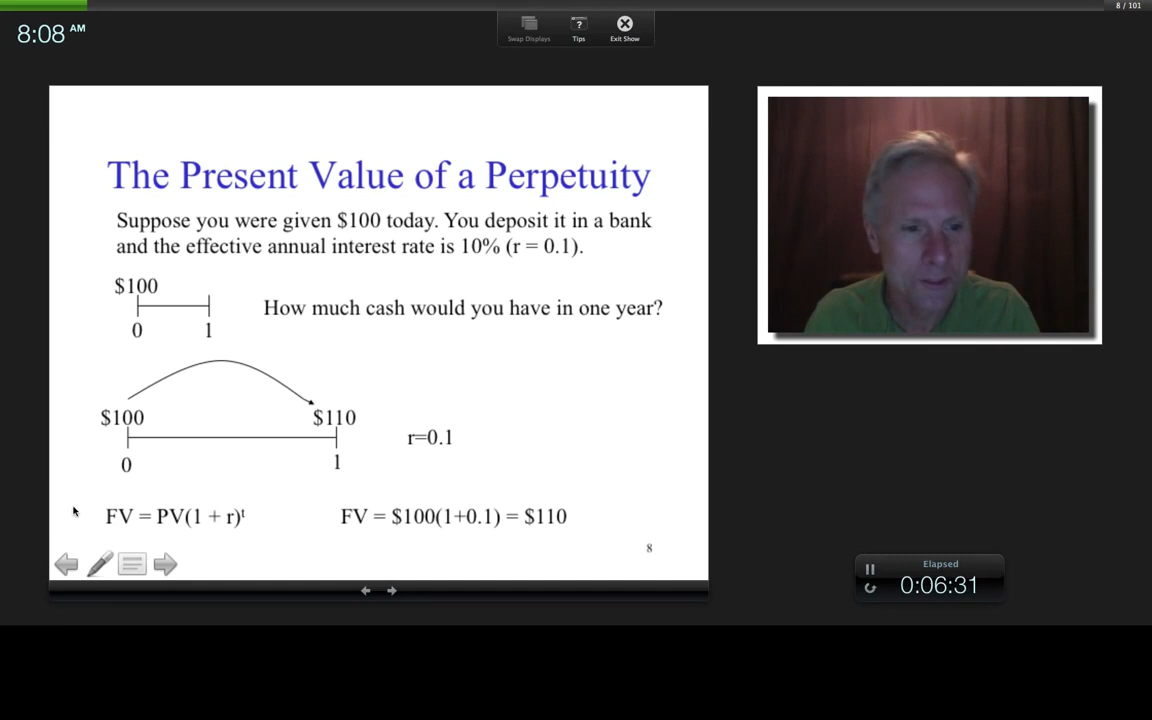 8 / 101
8:08 AM
Swap Displays
Tips
Exit Show
The Present Value of a Perpetuity
Suppose you were given $100 today. You deposit it in a bank
and the effective annual interest rate is 10% (r = 0.1).
$100
How much cash would you have in one year?
0 1
$100 $110
r=0.1
0 1
FV = PV(1 + r)ᵗ FV = $100(1+0.1) = $110
8
Elapsed
0:06:31